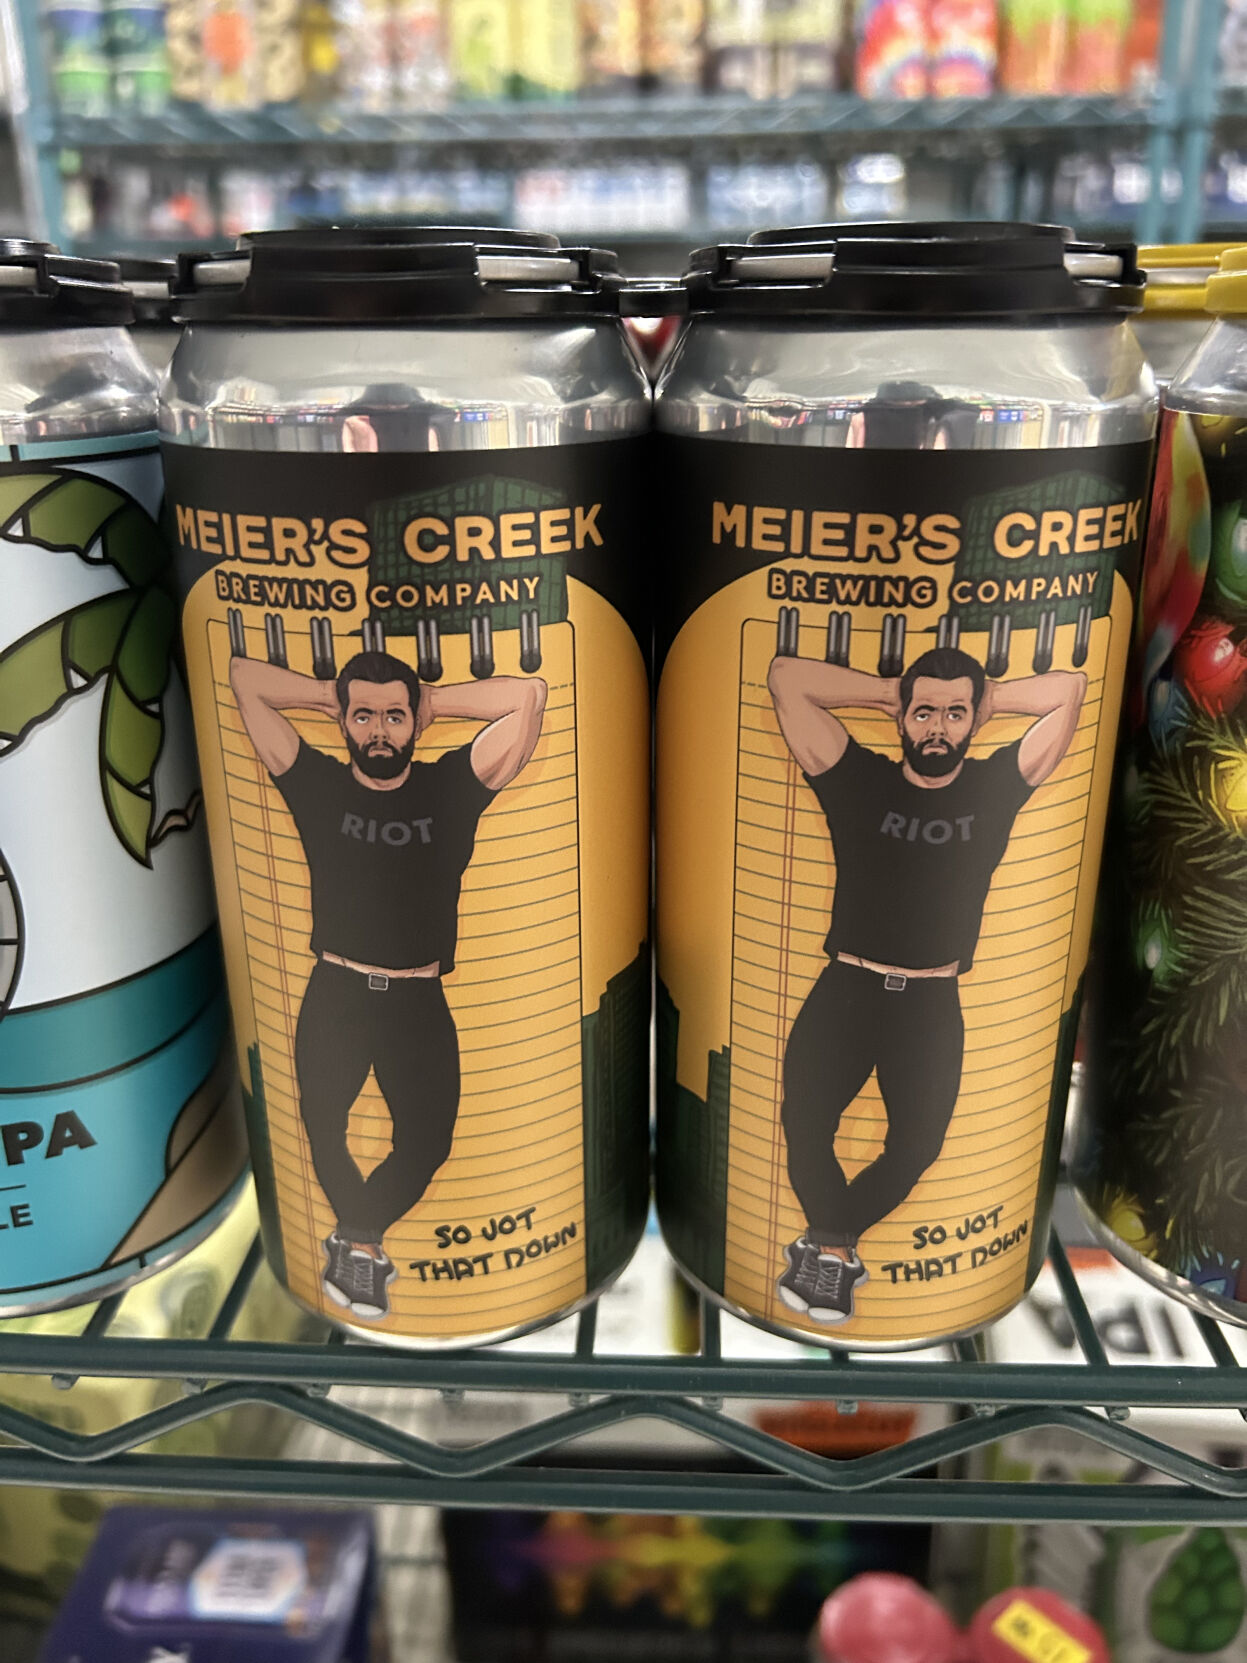 MEIER'S CREEK
BREWING COMPANY
RIOT
SO JOT
THAT DOWN
MEIER'S CREEK
BREWING COMPANY
RIOT
SO JOT
THAT DOWN
PA
LE
IPA